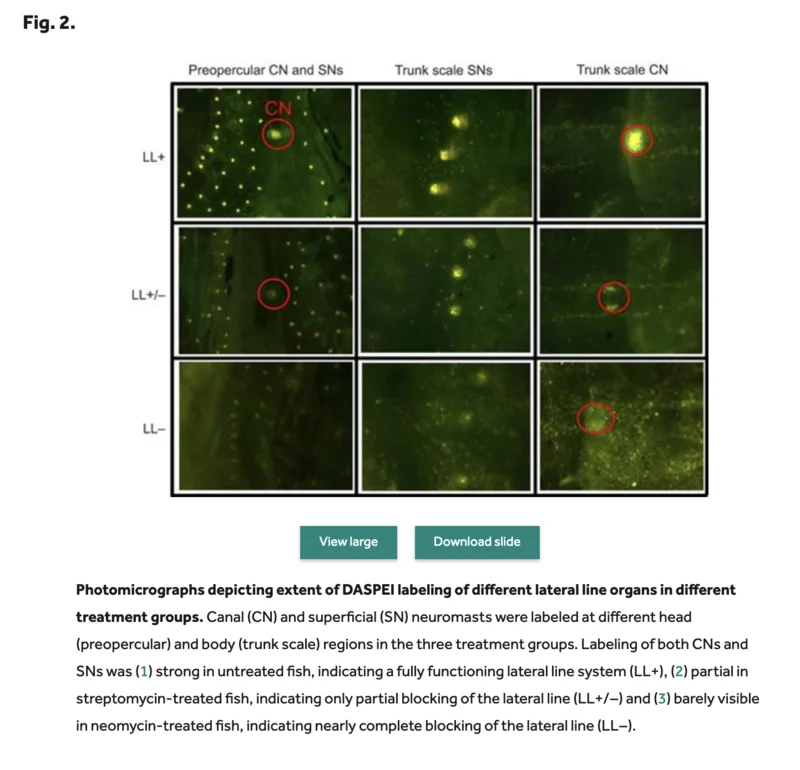 Fig. 2.
Preopercular CN and SNs
Trunk scale SNs
Trunk scale CN
CN
LL+
LL+/–
LL–
View large
Download slide
Photomicrographs depicting extent of DASPEI labeling of different lateral line organs in different
treatment groups. Canal (CN) and superficial (SN) neuromasts were labeled at different head
(preopercular) and body (trunk scale) regions in the three treatment groups. Labeling of both CNs and
SNs was (1) strong in untreated fish, indicating a fully functioning lateral line system (LL+), (2) partial in
streptomycin-treated fish, indicating only partial blocking of the lateral line (LL+/–) and (3) barely visible
in neomycin-treated fish, indicating nearly complete blocking of the lateral line (LL–).